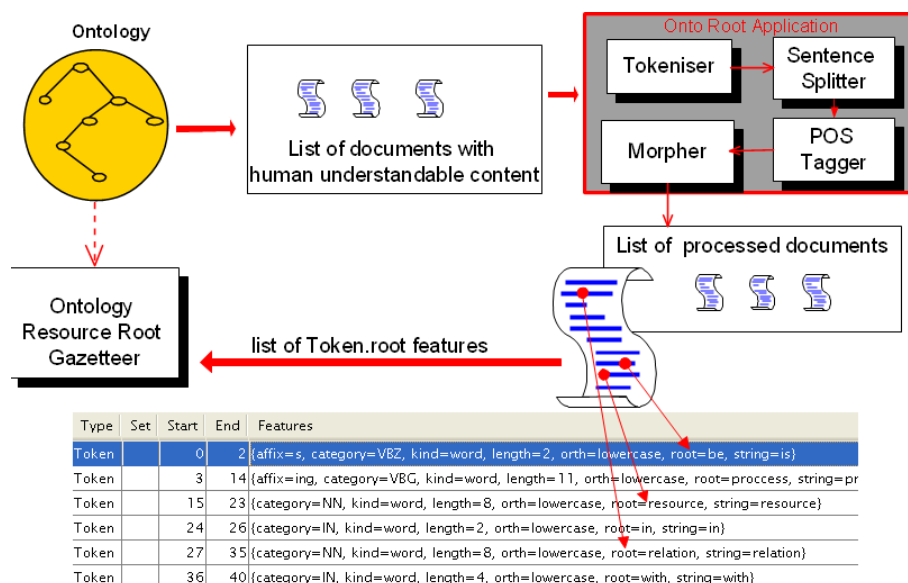 Ontology
Onto Root Application
Tokeniser
Sentence
Splitter
List of documents with
human understandable content
Morpher
POS
Tagger
List of processed documents
Ontology
Resource Root
Gazetteer
list of Token.root features
Type Set Start End Features
Token 0 2 {affix=s, category=VBZ, kind=word, length=2, orth=lowercase, root=be, string=is}
Token 3 14 {affix=ing, category=VBG, kind=word, length=11, orth=lowercase, root=proccess, string=pr
Token 15 23 {category=NN, kind=word, length=8, orth=lowercase, root=resource, string=resource}
Token 24 26 {category=IN, kind=word, length=2, orth=lowercase, root=in, string=in}
Token 27 35 {category=NN, kind=word, length=8, orth=lowercase, root=relation, string=relation}
Token 36 40 {category=IN, kind=word, length=4, orth=lowercase, root=with, string=with}